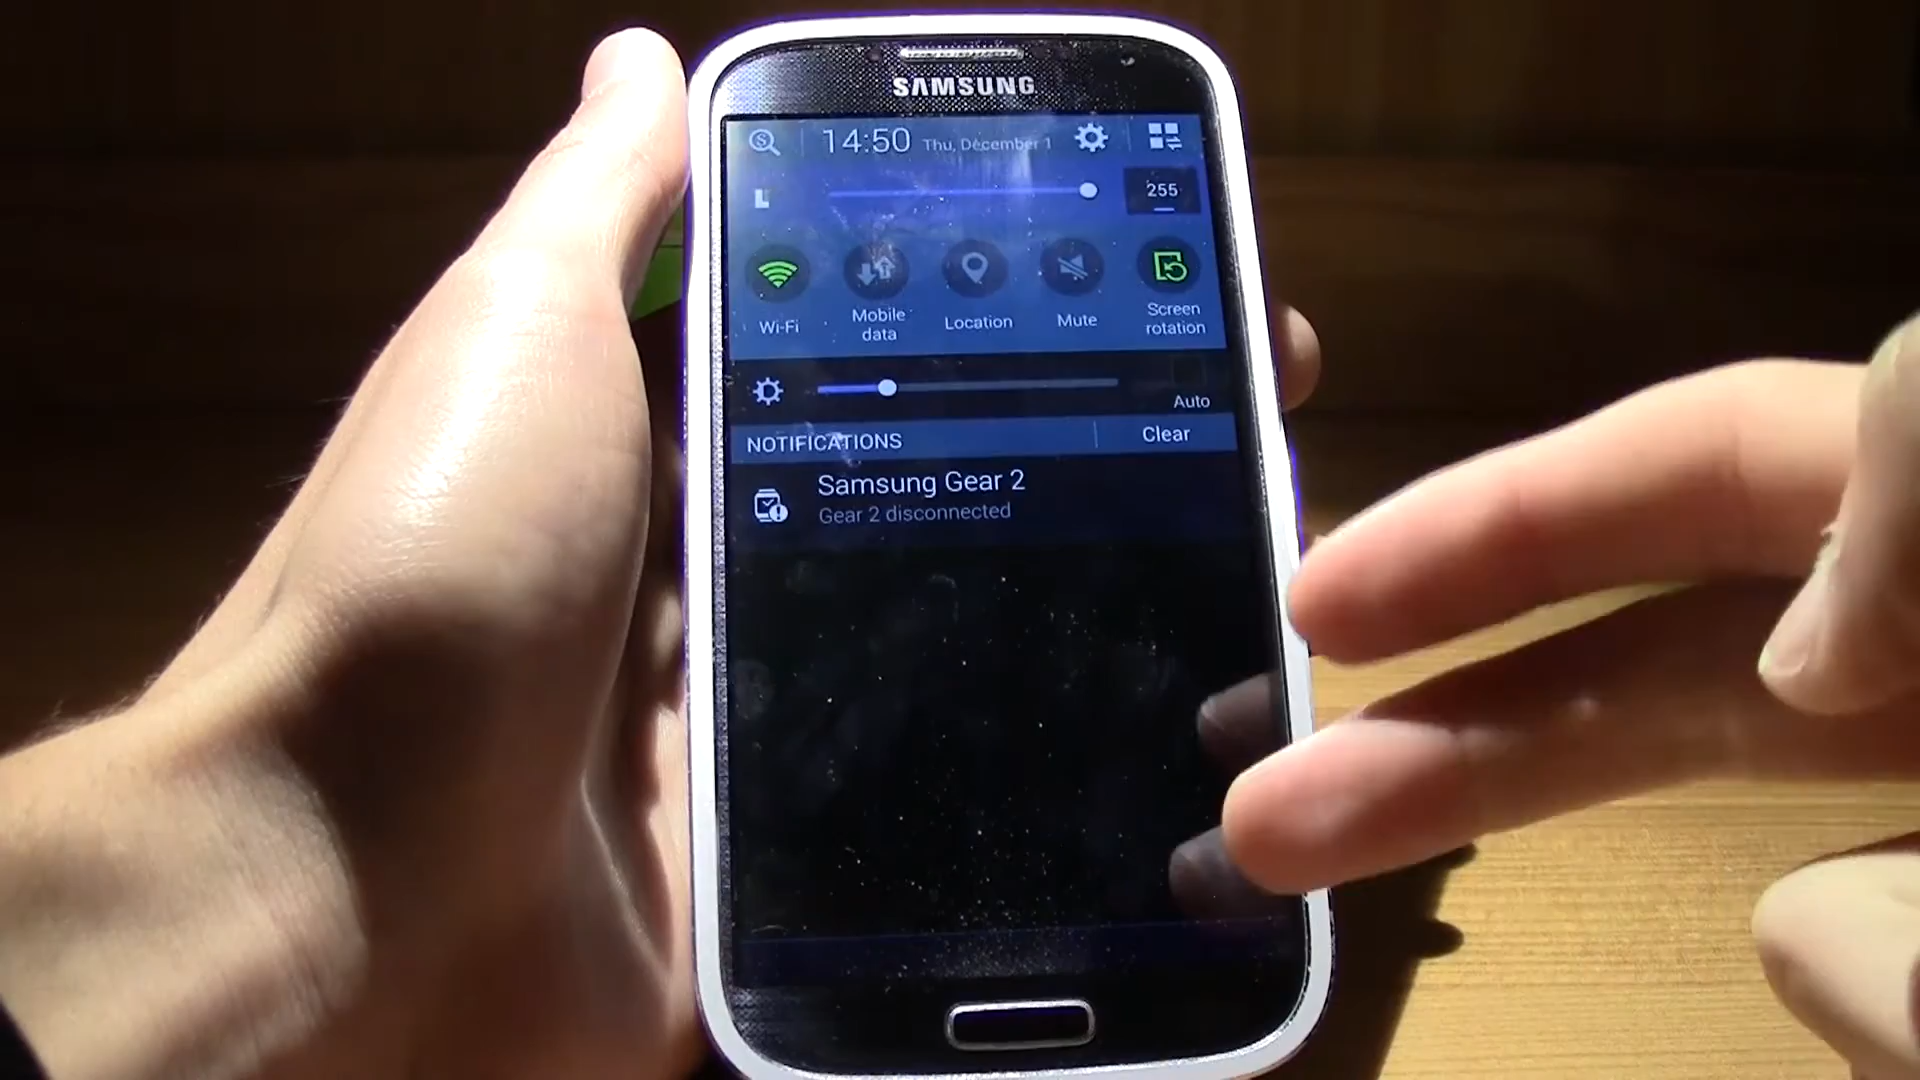 SAMSUNG
14:50 Thu, December 1
255
Wi-Fi
Mobile
data
Location
Mute
Screen
rotation
Auto
NOTIFICATIONS
Clear
Samsung Gear 2
Gear 2 disconnected